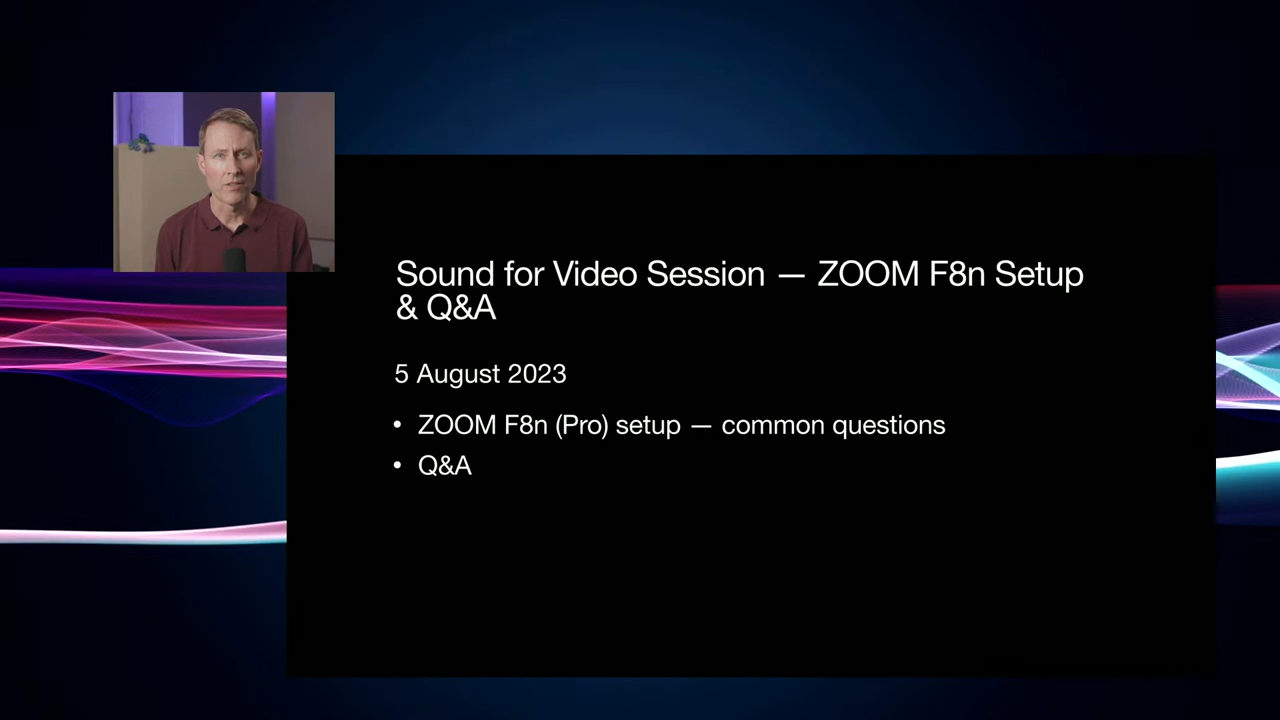 Sound for Video Session — ZOOM F8n Setup
& Q&A
5 August 2023
• ZOOM F8n (Pro) setup — common questions
• Q&A